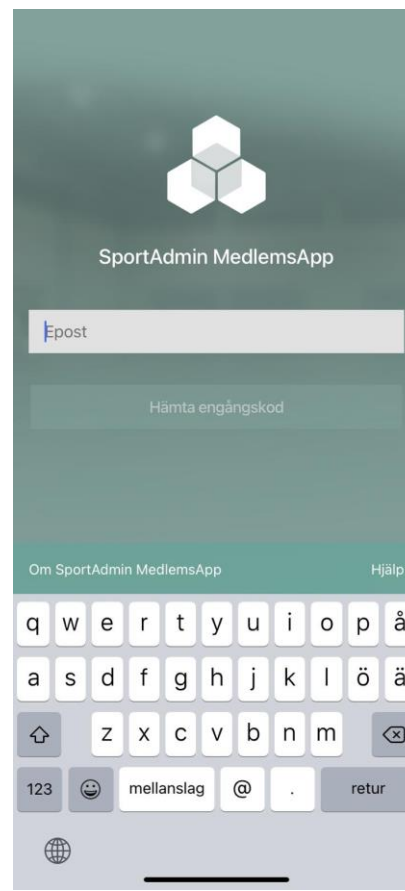 SportAdmin MedlemsApp
Epost
Hämta engångskod
Om SportAdmin MedlemsApp Hjälp
q w e r t y u i o p å
a s d f g h j k l ö ä
z x c v b n m
123 mellanslag @ . retur